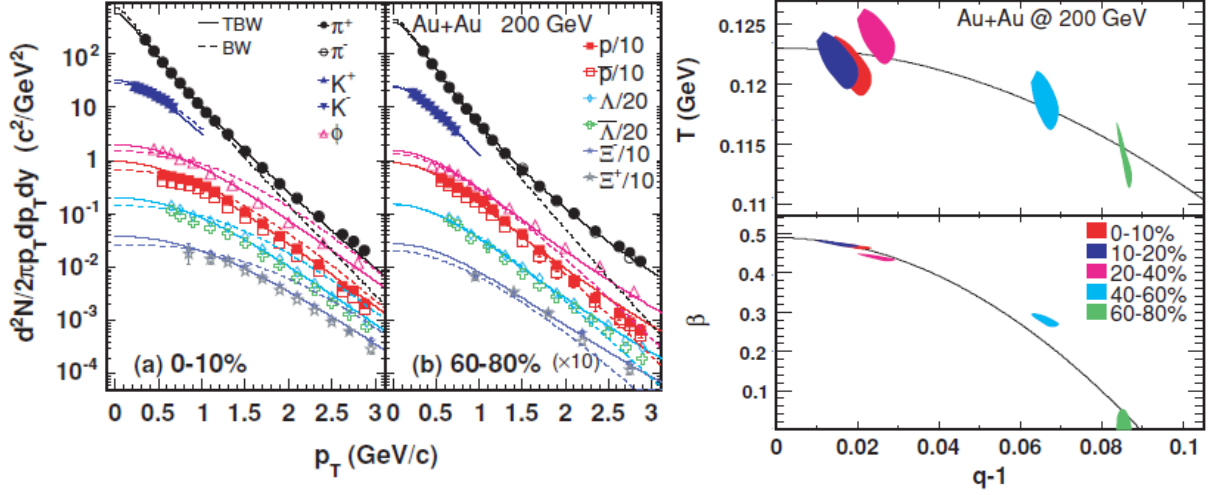 TBW
BW
π+
π-
K+
K-
ϕ
(a) 0-10%
Au+Au 200 GeV
p/10
p̅/10
Λ/20
Λ̅/20
Ξ-/10
Ξ+/10
(b) 60-80% (×10)
d²N/2πpTdpTdy (c²/GeV²)
10²
10
1
10⁻¹
10⁻²
10⁻³
10⁻⁴
0 0.5 1 1.5 2 2.5 3 0 0.5 1 1.5 2 2.5 3
pT (GeV/c)
Au+Au @ 200 GeV
T (GeV)
0.125
0.12
0.115
0.11
β
0.5
0.4
0.3
0.2
0.1
0-10%
10-20%
20-40%
40-60%
60-80%
0 0.02 0.04 0.06 0.08 0.1
q-1